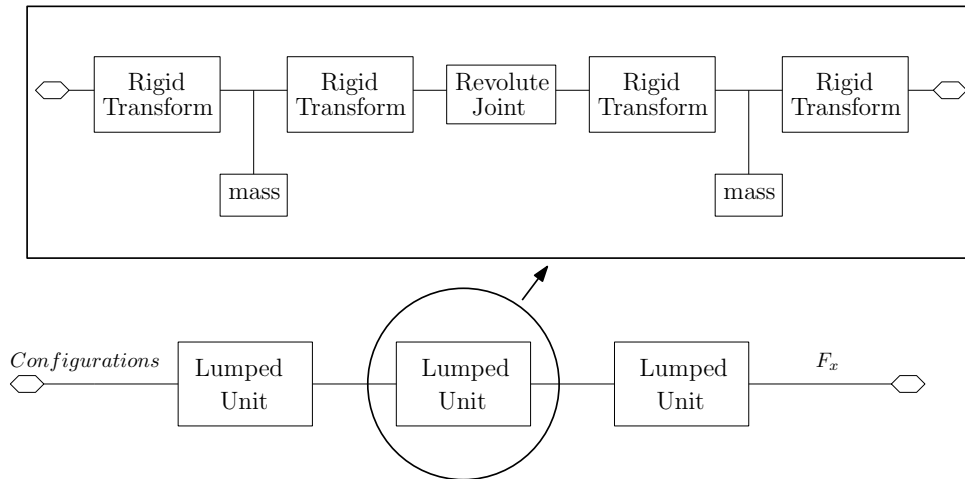 Rigid
Transform
Rigid
Transform
Revolute
Joint
Rigid
Transform
Rigid
Transform
mass
mass
Configurations
Lumped
Unit
Lumped
Unit
Lumped
Unit
F_x